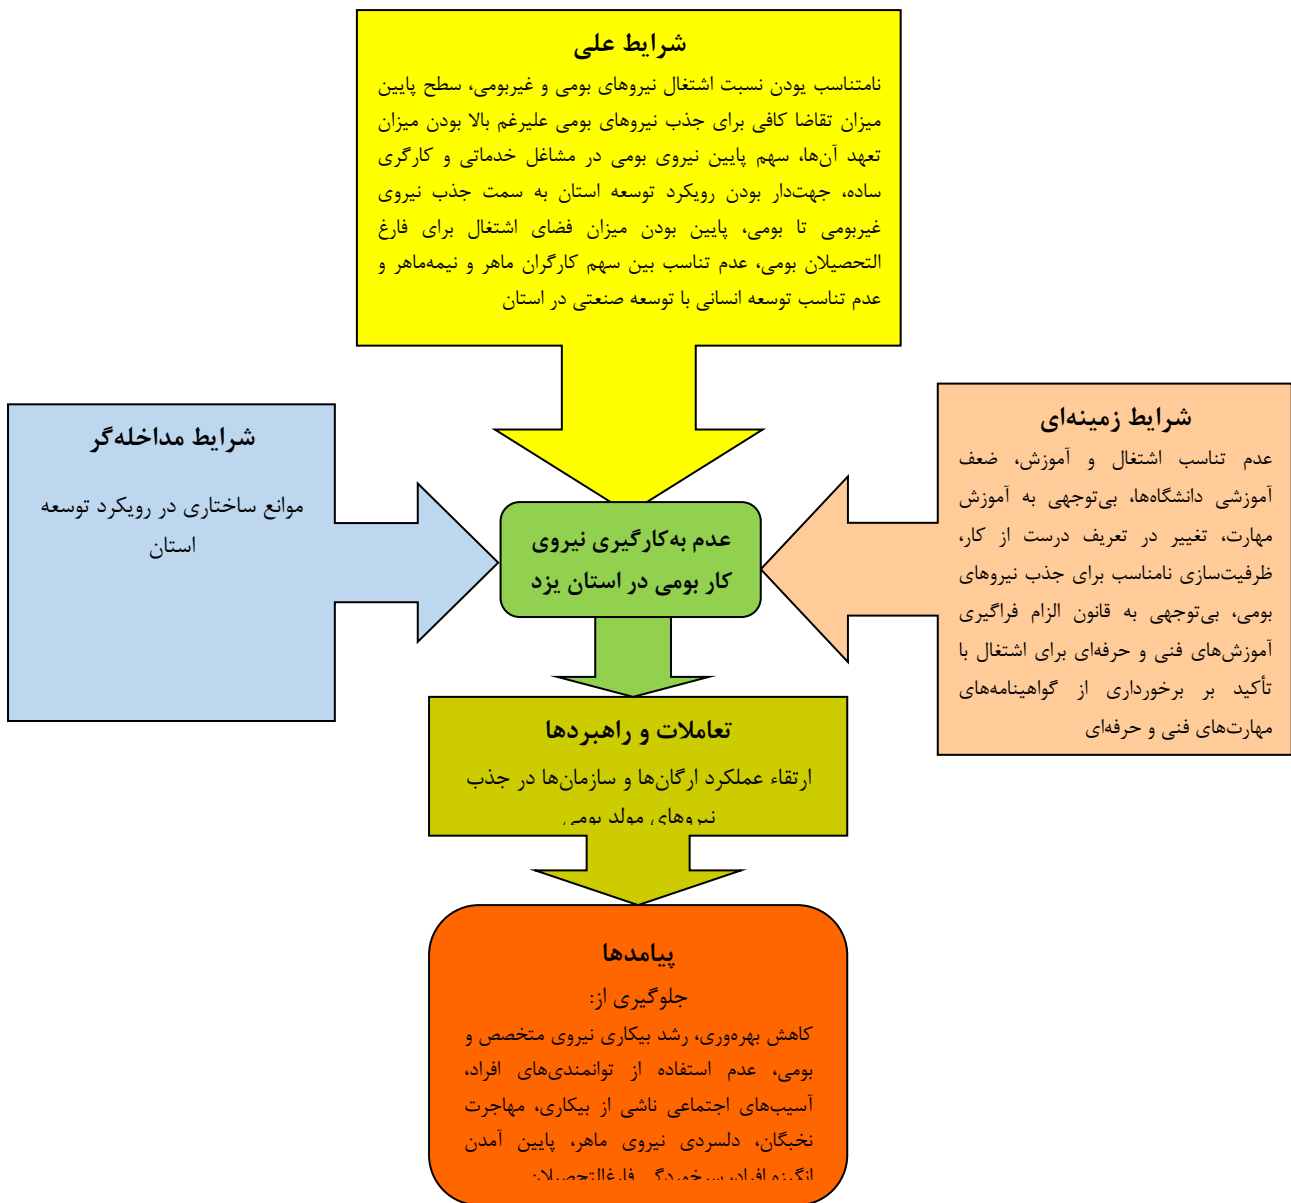 شرایط علی
نامتناسب یودن نسبت اشتغال نیروهای بومی و غیربومی، سطح پایین
میزان تقاضا کافی برای جذب نیروهای بومی علیرغم بالا بودن میزان
تعهد آن‌ها، سهم پایین نیروی بومی در مشاغل خدماتی و کارگری
ساده، جهت‌دار بودن رویکرد توسعه استان به سمت جذب نیروی
غیربومی تا بومی، پایین بودن میزان فضای اشتغال برای فارغ
التحصیلان بومی، عدم تناسب بین سهم کارگران ماهر و نیمه‌ماهر و
عدم تناسب توسعه انسانی با توسعه صنعتی در استان
شرایط زمینه‌ای
عدم تناسب اشتغال و آموزش، ضعف
آموزشی دانشگاه‌ها، بی‌توجهی به آموزش
مهارت، تغییر در تعریف درست از کار،
ظرفیت‌سازی نامناسب برای جذب نیروهای
بومی، بی‌توجهی به قانون الزام فراگیری
آموزش‌های فنی و حرفه‌ای برای اشتغال با
تأکید بر برخورداری از گواهینامه‌های
مهارت‌های فنی و حرفه‌ای
شرایط مداخله‌گر
موانع ساختاری در رویکرد توسعه
استان
عدم به‌کارگیری نیروی
کار بومی در استان یزد
تعاملات و راهبردها
ارتقاء عملکرد ارگان‌ها و سازمان‌ها در جذب
نیروهای مولد بومی
پیامدها
جلوگیری از:
کاهش بهره‌وری، رشد بیکاری نیروی متخصص و
بومی، عدم استفاده از توانمندی‌های افراد،
آسیب‌های اجتماعی ناشی از بیکاری، مهاجرت
نخبگان، دلسردی نیروی ماهر، پایین آمدن
انگیزه افراد، سرخوردگی فارغ‌التحصیلان